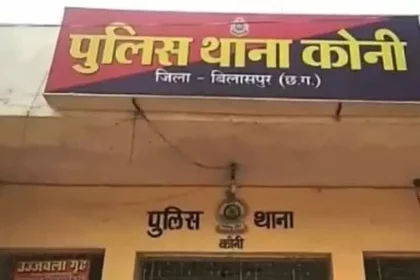 पुलिस थाना कोनी
जिला - बिलासपुर (छ.ग.)
पुलिस थाना
कोनी
उज्जवला गृह